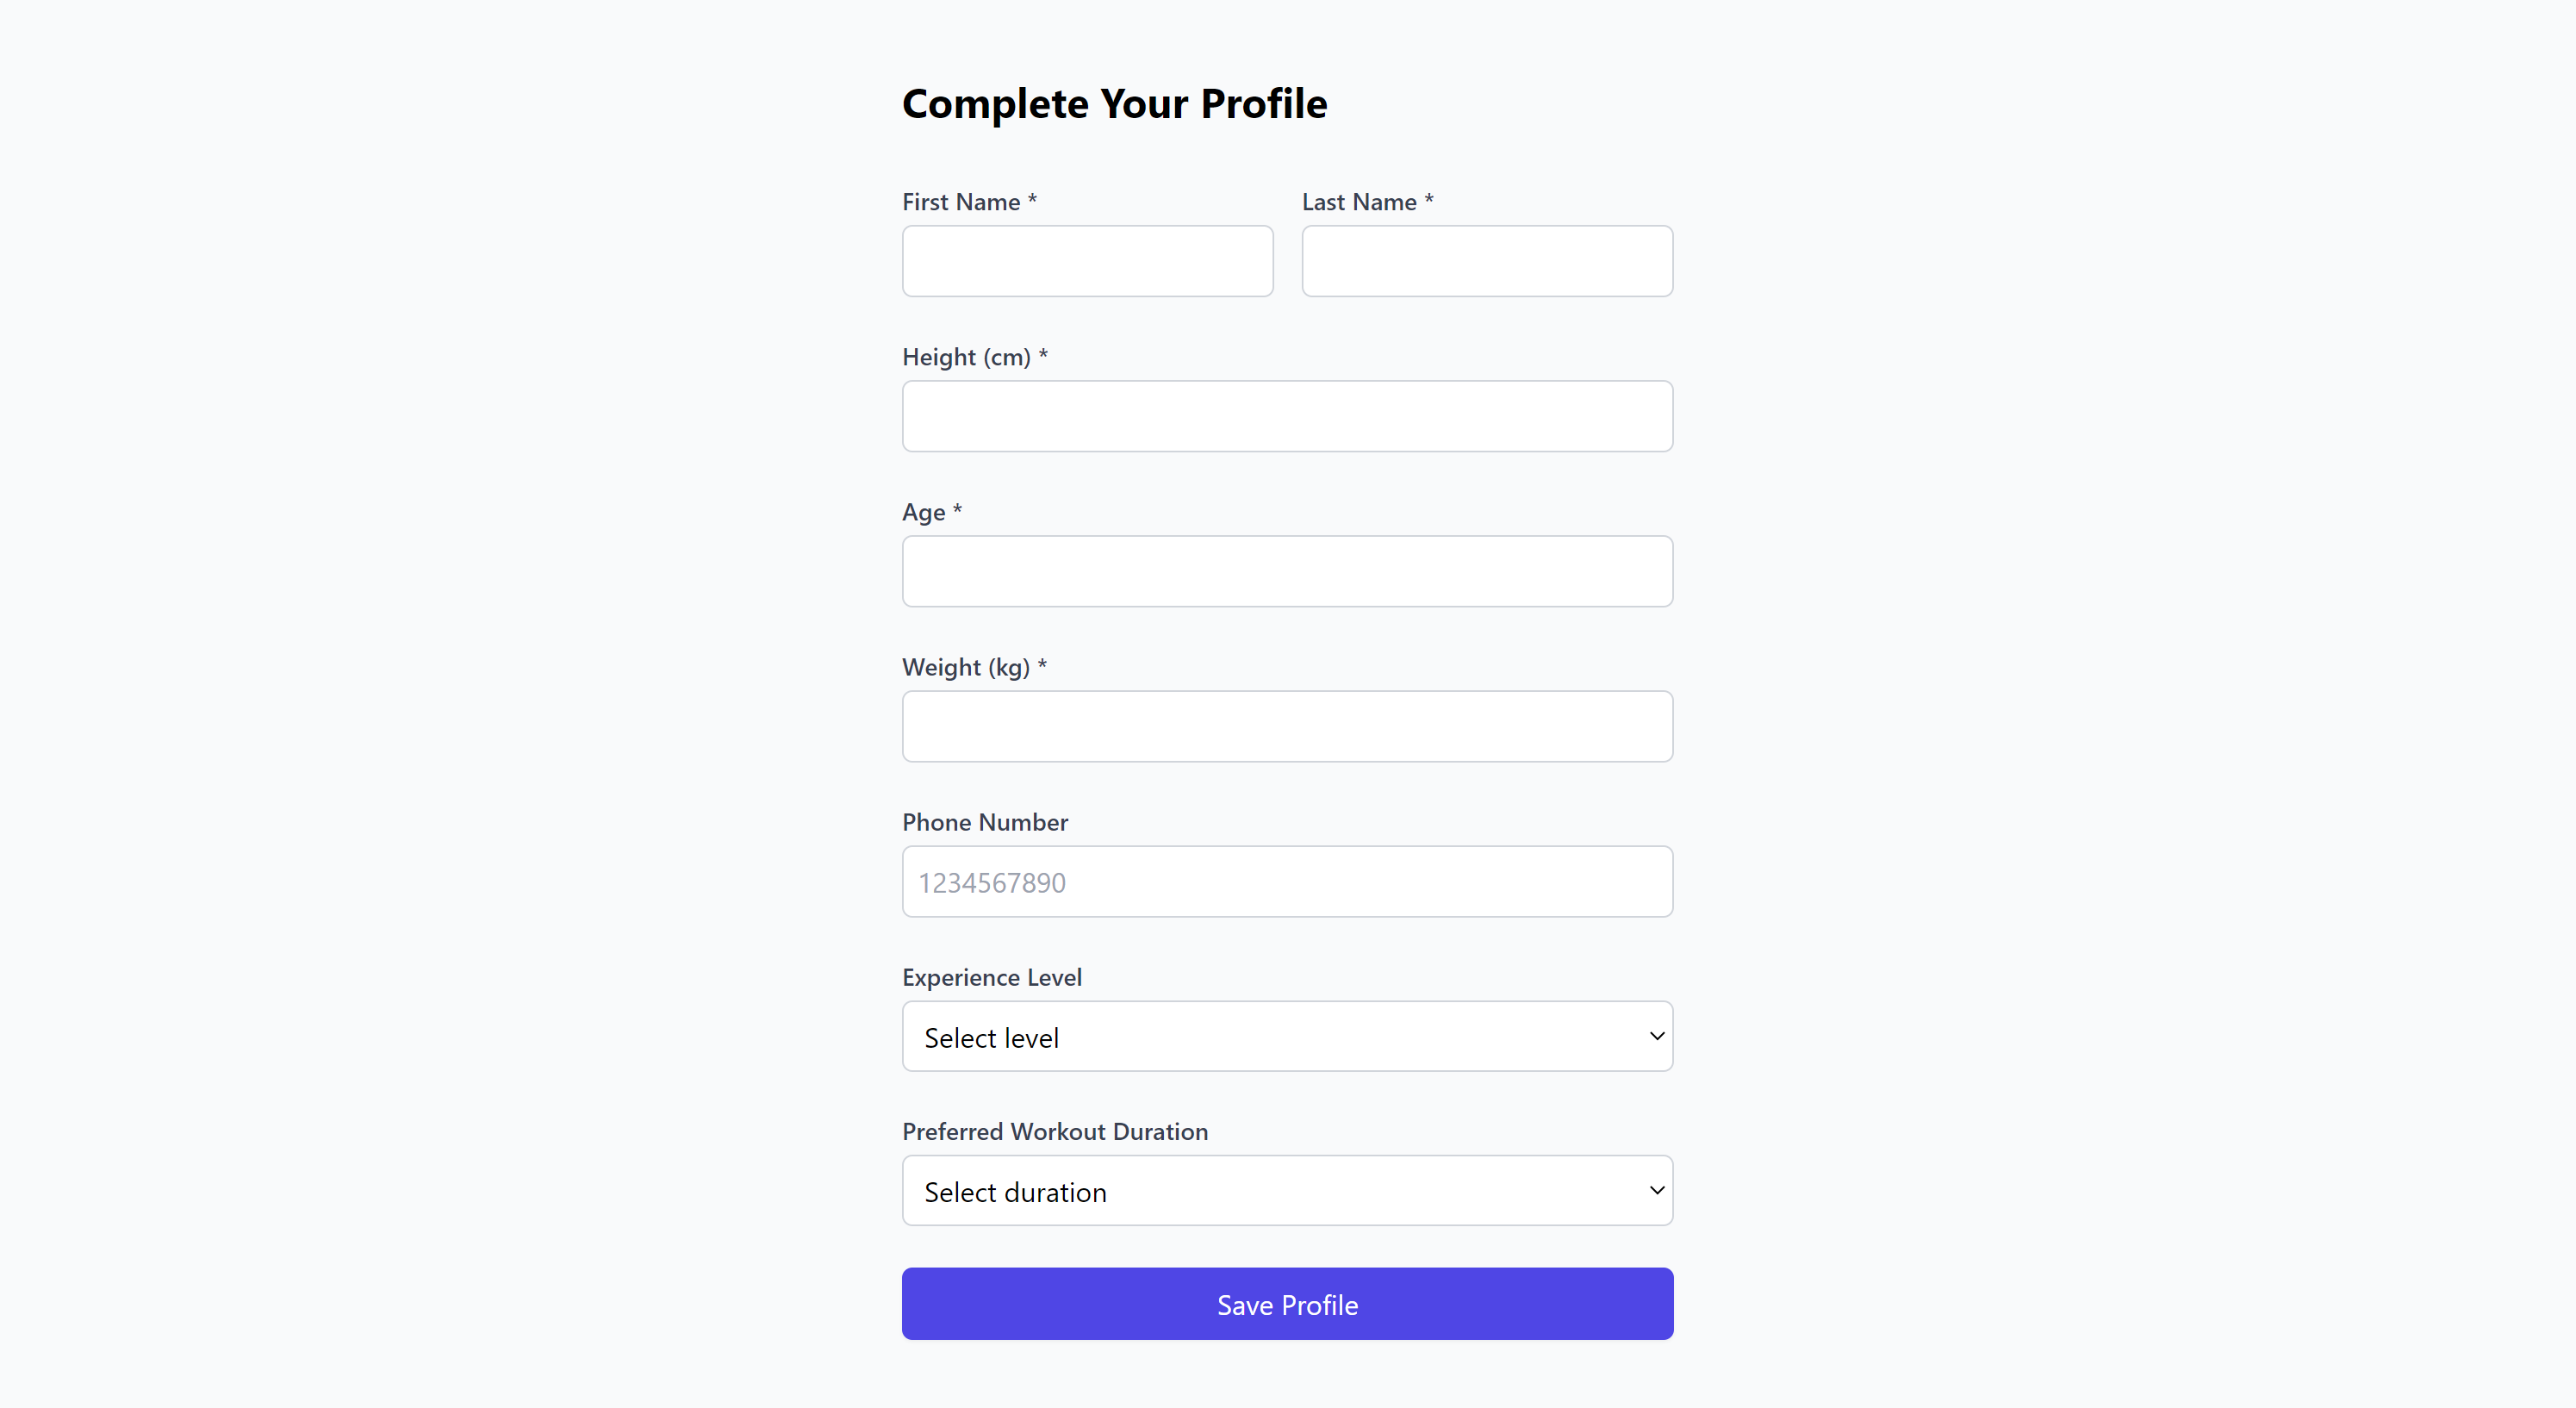 Complete Your Profile
First Name * Last Name *
Height (cm) *
Age *
Weight (kg) *
Phone Number
1234567890
Experience Level
Select level
Preferred Workout Duration
Select duration
Save Profile